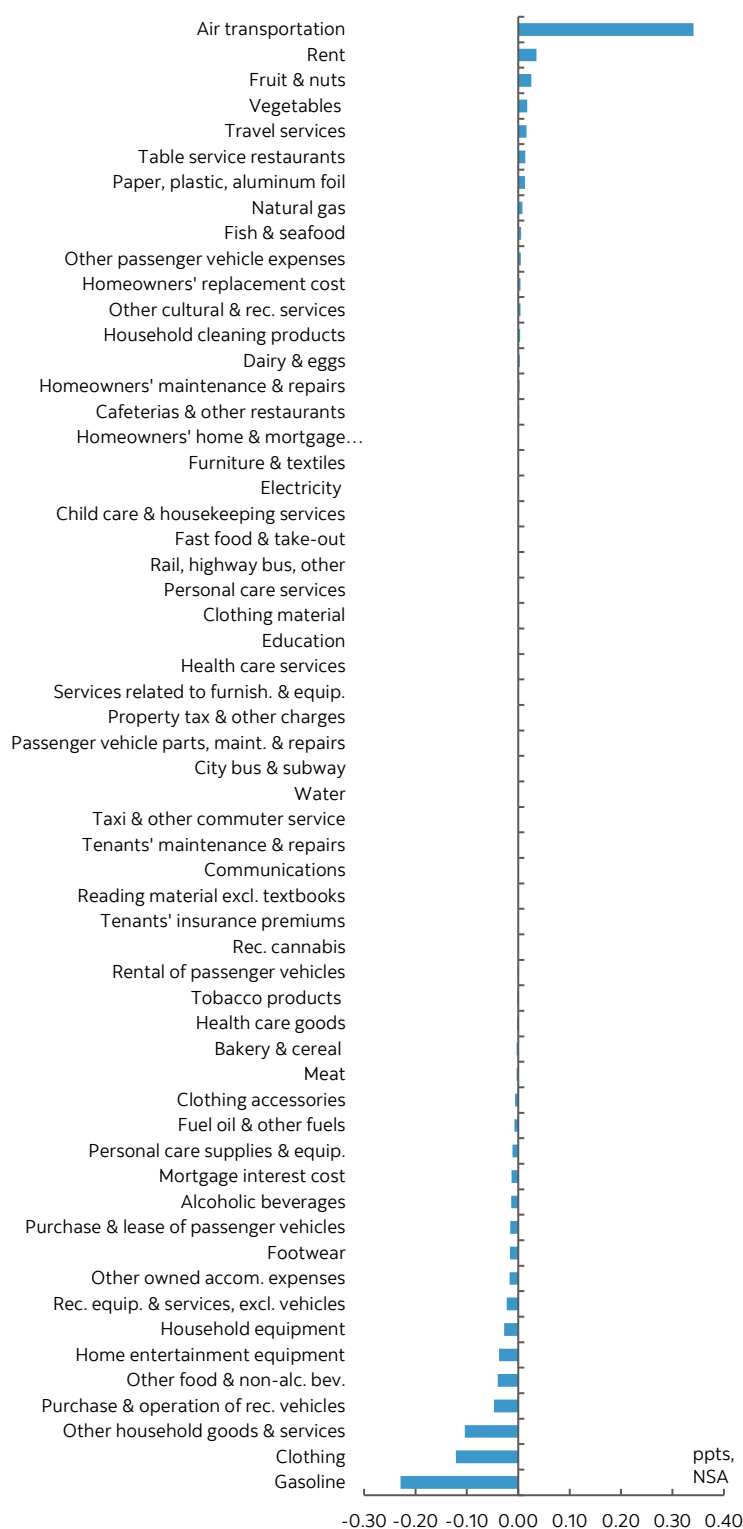 Air transportation
Rent
Fruit & nuts
Vegetables
Travel services
Table service restaurants
Paper, plastic, aluminum foil
Natural gas
Fish & seafood
Other passenger vehicle expenses
Homeowners' replacement cost
Other cultural & rec. services
Household cleaning products
Dairy & eggs
Homeowners' maintenance & repairs
Cafeterias & other restaurants
Homeowners' home & mortgage…
Furniture & textiles
Electricity
Child care & housekeeping services
Fast food & take-out
Rail, highway bus, other
Personal care services
Clothing material
Education
Health care services
Services related to furnish. & equip.
Property tax & other charges
Passenger vehicle parts, maint. & repairs
City bus & subway
Water
Taxi & other commuter service
Tenants' maintenance & repairs
Communications
Reading material excl. textbooks
Tenants' insurance premiums
Rec. cannabis
Rental of passenger vehicles
Tobacco products
Health care goods
Bakery & cereal
Meat
Clothing accessories
Fuel oil & other fuels
Personal care supplies & equip.
Mortgage interest cost
Alcoholic beverages
Purchase & lease of passenger vehicles
Footwear
Other owned accom. expenses
Rec. equip. & services, excl. vehicles
Household equipment
Home entertainment equipment
Other food & non-alc. bev.
Purchase & operation of rec. vehicles
Other household goods & services
Clothing
Gasoline
ppts,
NSA
-0.30 -0.20 -0.10 0.00 0.10 0.20 0.30 0.40